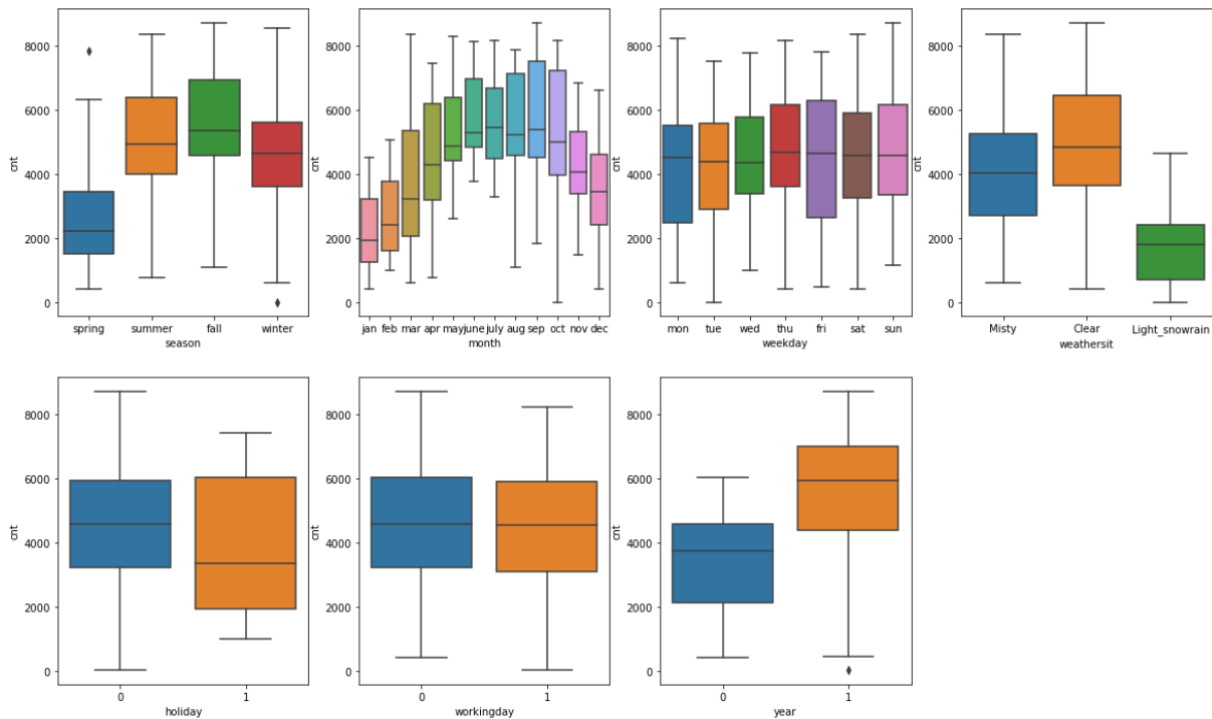 8000
6000
4000
2000
0
cnt
spring summer fall winter
season
8000
6000
4000
2000
0
cnt
jan feb mar apr may june july aug sep oct nov dec
month
8000
6000
4000
2000
0
cnt
mon tue wed thu fri sat sun
weekday
8000
6000
4000
2000
0
cnt
Misty Clear Light_snowrain
weathersit
8000
6000
4000
2000
0
cnt
0 1
holiday
8000
6000
4000
2000
0
cnt
0 1
workingday
8000
6000
4000
2000
0
cnt
0 1
year